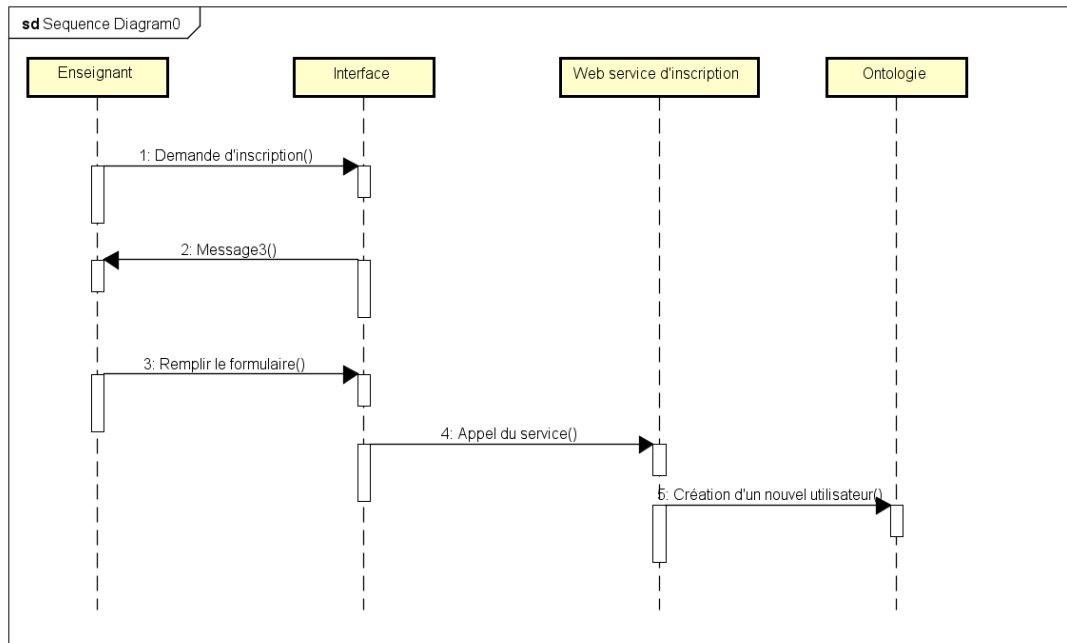 sd Sequence Diagram0
Enseignant
Interface
Web service d'inscription
Ontologie
1: Demande d'inscription()
2: Message3()
3: Remplir le formulaire()
4: Appel du service()
5: Création d'un nouvel utilisateur()